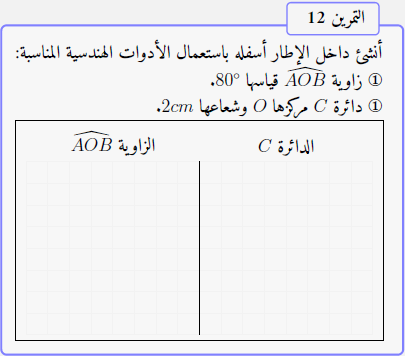 التمرين 12
أنشئ داخل الإطار أسفله باستعمال الأدوات الهندسية المناسبة:
① زاوية $\widehat{AOB}$ قياسها 80°.
① دائرة C مركزها O وشعاعها 2cm.
الدائرة C
الزاوية $\widehat{AOB}$